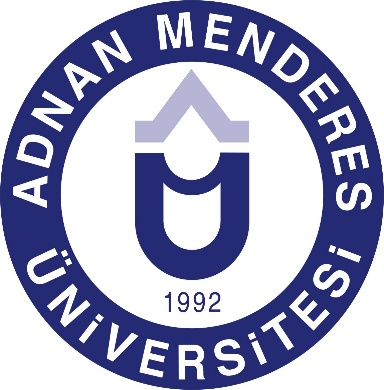 ADNAN MENDERES
ÜNİVERSİTESİ
1992